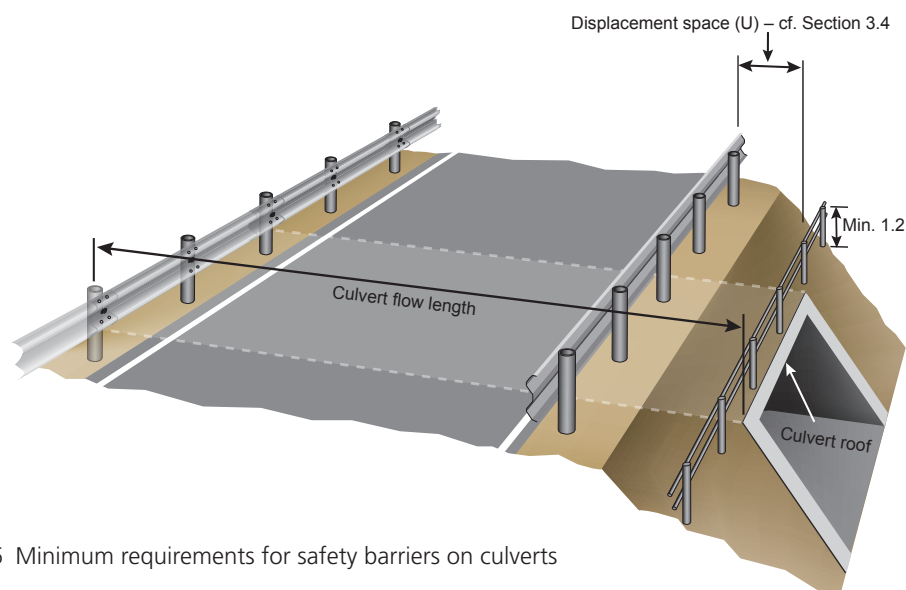 Displacement space (U) – cf. Section 3.4
Min. 1.2
Culvert flow length
Culvert roof
Minimum requirements for safety barriers on culverts